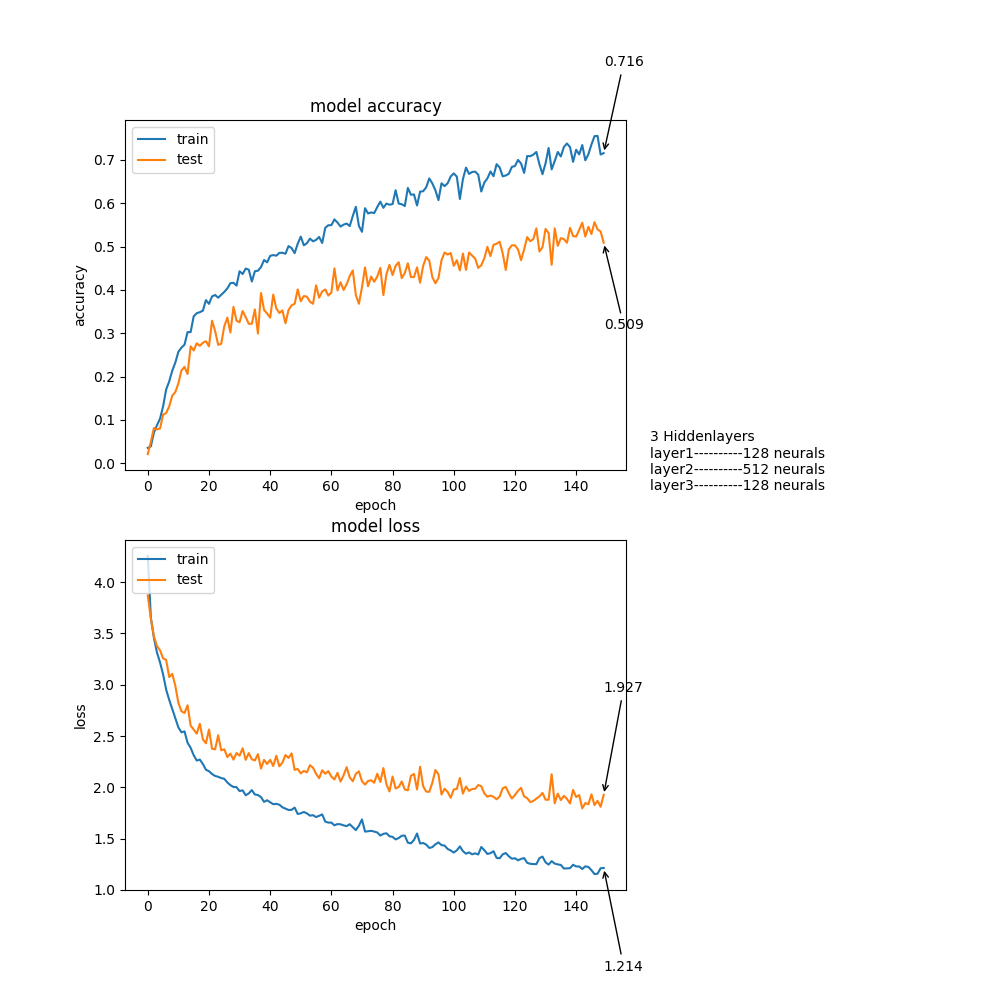 0.716
model accuracy
train
test
0.7
0.6
0.5
0.4
0.3
0.2
0.1
0.0
accuracy
0 20 40 60 80 100 120 140
epoch
0.509
3 Hiddenlayers
layer1----------128 neurals
layer2----------512 neurals
layer3----------128 neurals
model loss
train
test
4.0
3.5
3.0
2.5
2.0
1.5
1.0
loss
0 20 40 60 80 100 120 140
epoch
1.927
1.214